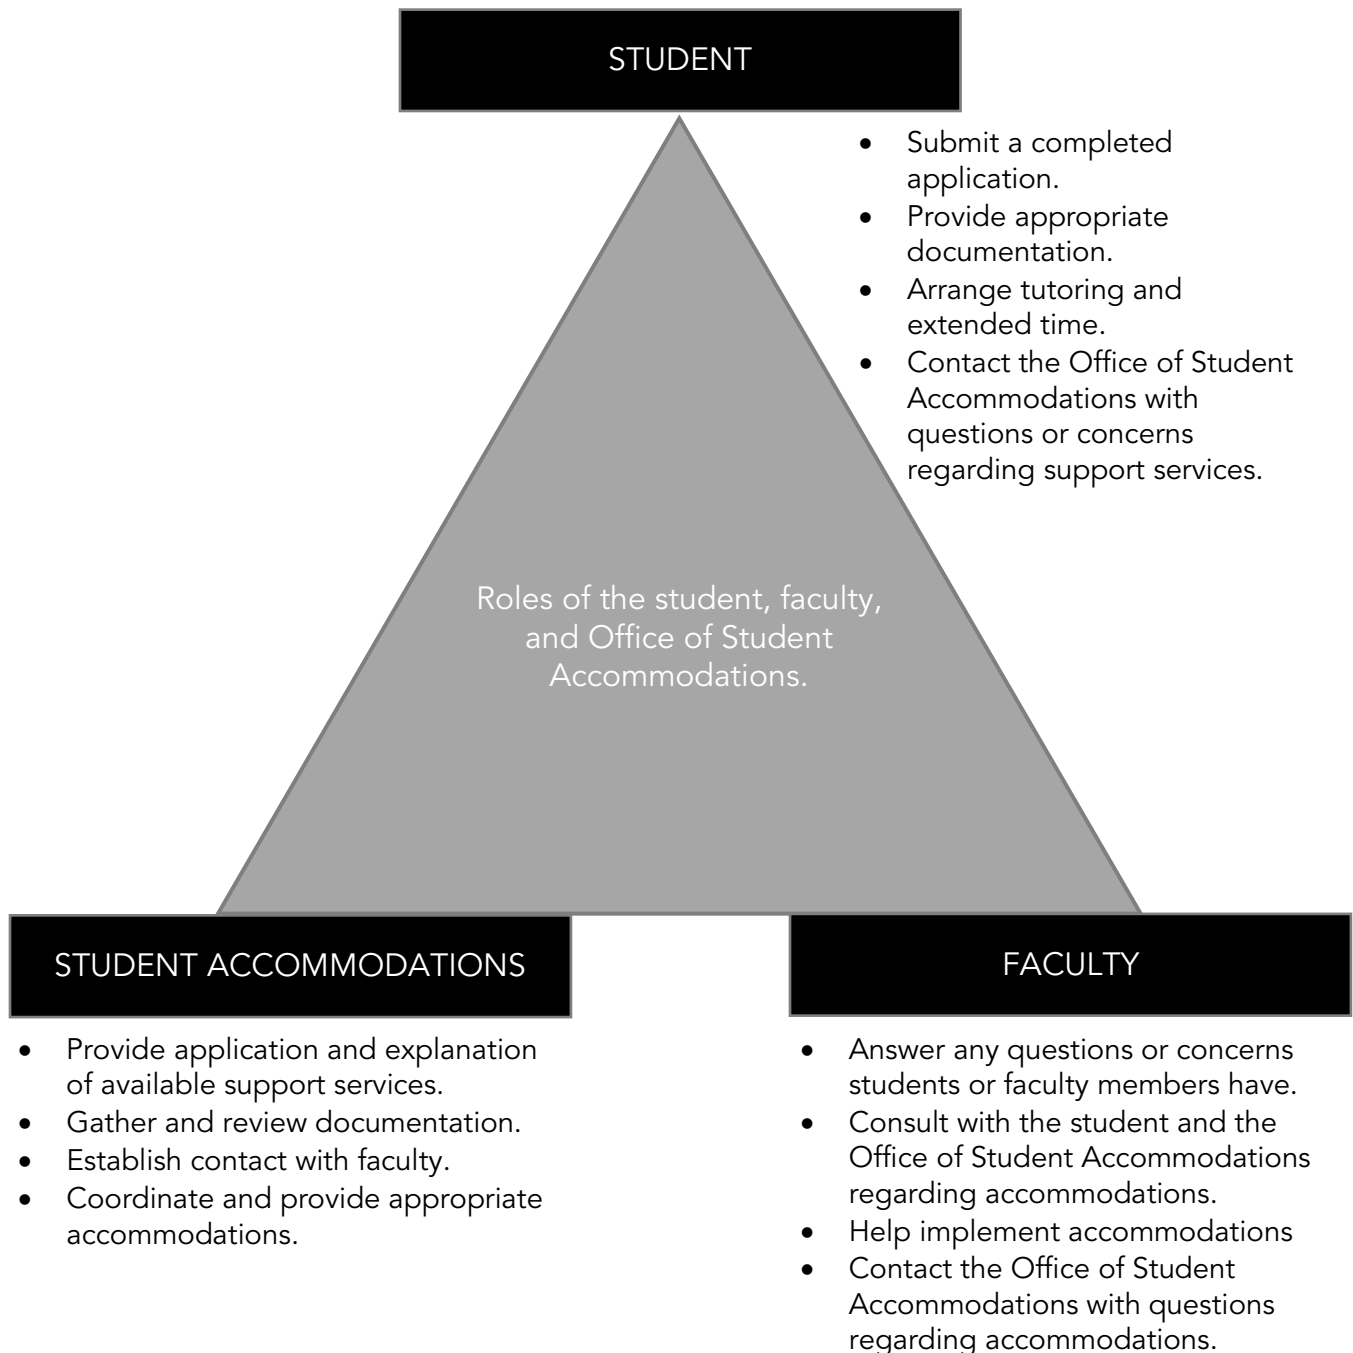 STUDENT
• Submit a completed
application.
• Provide appropriate
documentation.
• Arrange tutoring and
extended time.
• Contact the Office of Student
Accommodations with
questions or concerns
regarding support services.
Roles of the student, faculty,
and Office of Student
Accommodations.
STUDENT ACCOMMODATIONS
• Provide application and explanation
of available support services.
• Gather and review documentation.
• Establish contact with faculty.
• Coordinate and provide appropriate
accommodations.
FACULTY
• Answer any questions or concerns
students or faculty members have.
• Consult with the student and the
Office of Student Accommodations
regarding accommodations.
• Help implement accommodations
• Contact the Office of Student
Accommodations with questions
regarding accommodations.